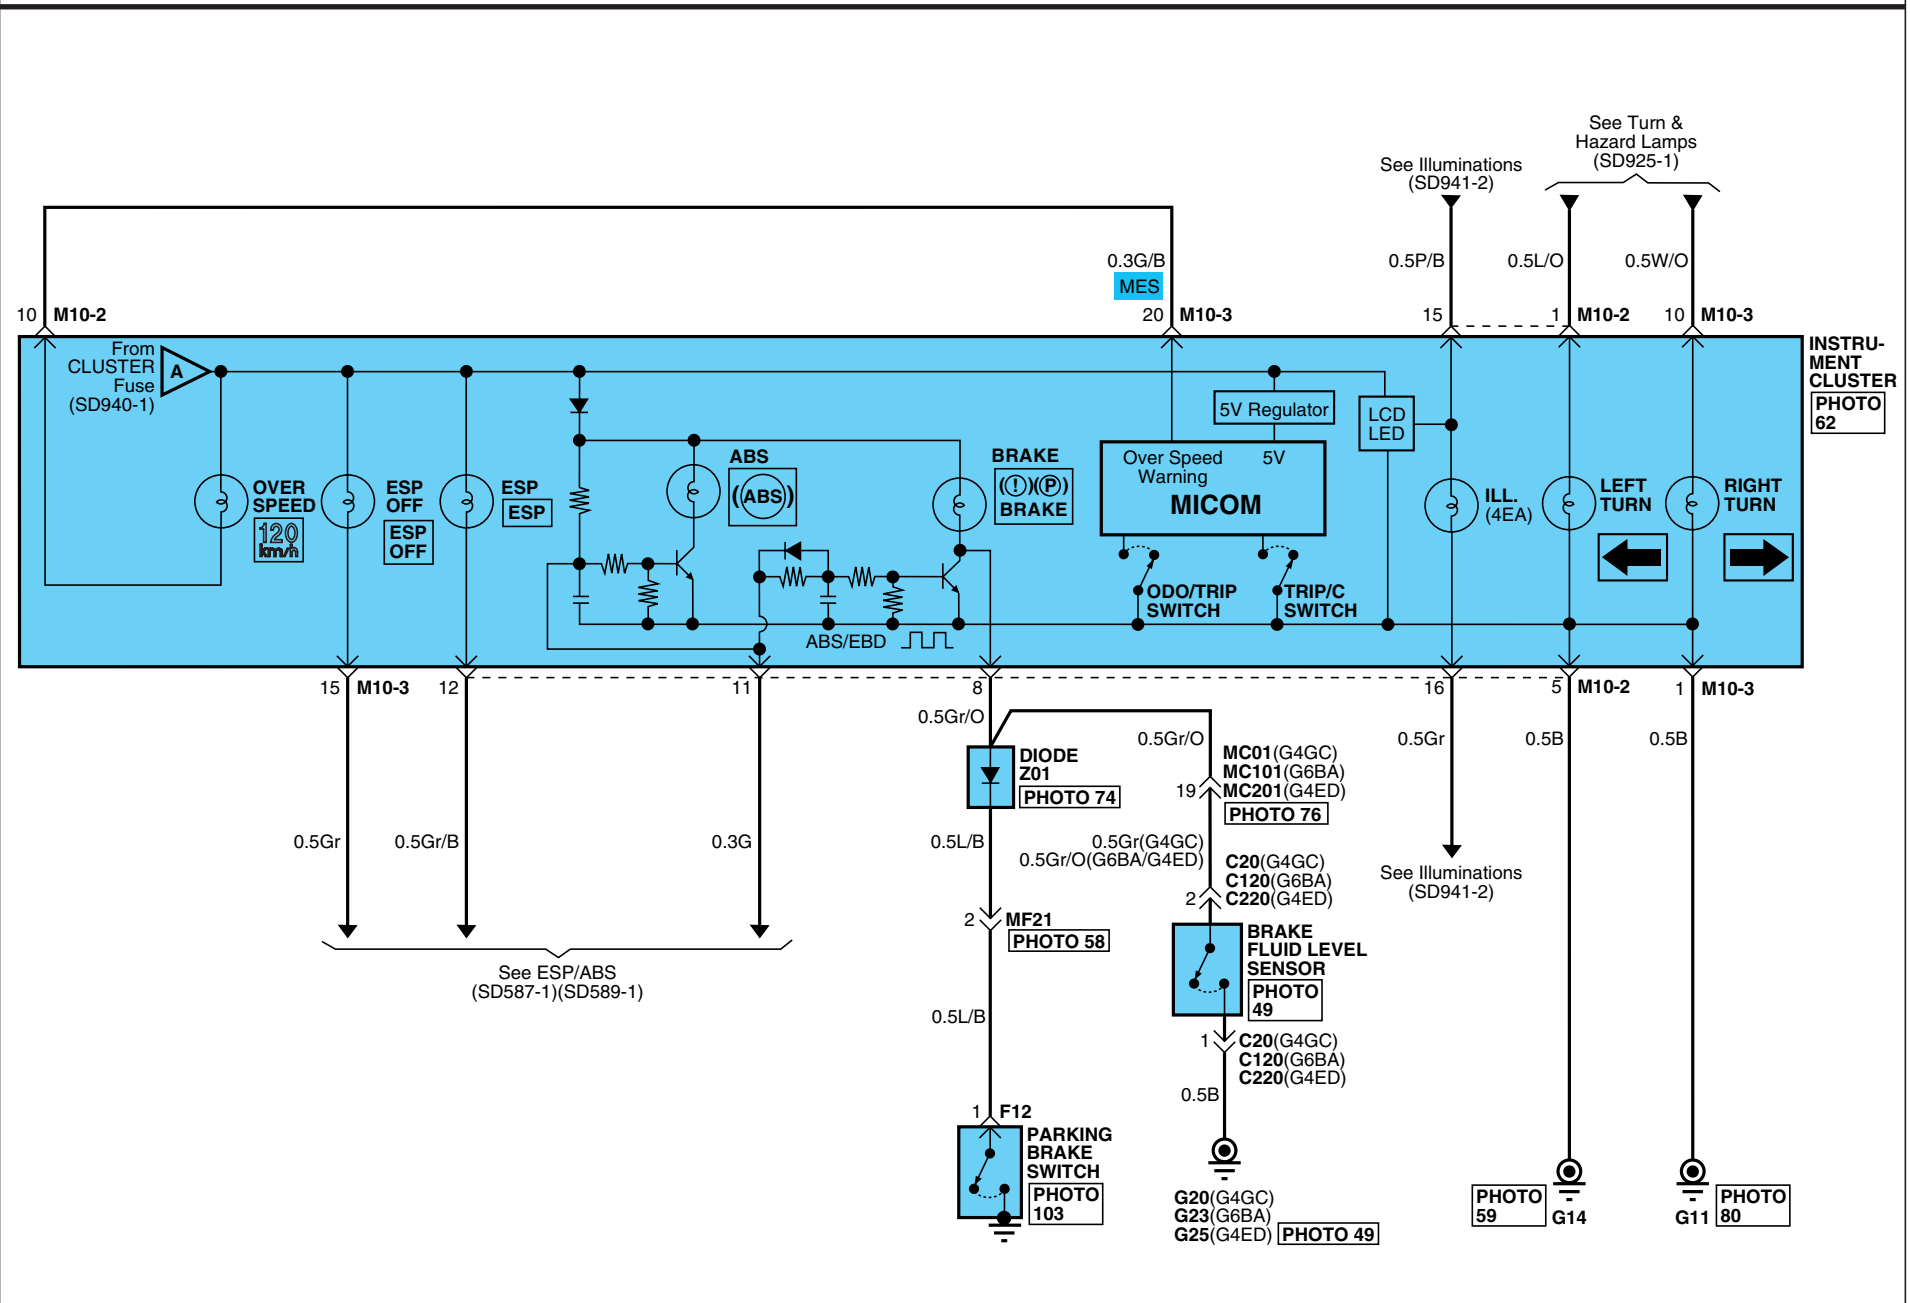 See Turn &
Hazard Lamps
(SD925-1)
See Illuminations
(SD941-2)
0.3G/B
MES
0.5P/B
0.5L/O
0.5W/O
10 M10-2
20 M10-3
15
1 M10-2
10 M10-3
From
CLUSTER
Fuse
(SD940-1)
A
INSTRU-
MENT
CLUSTER
PHOTO
62
5V Regulator
LCD
LED
OVER
SPEED
120
km/h
ESP
OFF
ESP
OFF
ESP
ESP
ABS
(ABS)
BRAKE
(!)(P)
BRAKE
Over Speed
Warning
5V
MICOM
ILL.
(4EA)
LEFT
TURN
RIGHT
TURN
ODO/TRIP
SWITCH
TRIP/C
SWITCH
ABS/EBD
15 M10-3
12
11
8
16
5 M10-2
1 M10-3
0.5Gr/O
0.5Gr/O
0.5Gr
0.5B
0.5B
DIODE
Z01
PHOTO 74
MC01(G4GC)
MC101(G6BA)
19 MC201(G4ED)
PHOTO 76
0.5Gr
0.5Gr/B
0.3G
0.5L/B
0.5Gr(G4GC)
0.5Gr/O(G6BA/G4ED)
C20(G4GC)
C120(G6BA)
2 C220(G4ED)
See Illuminations
(SD941-2)
2 MF21
PHOTO 58
BRAKE
FLUID LEVEL
SENSOR
PHOTO
49
See ESP/ABS
(SD587-1)(SD589-1)
0.5L/B
1 C20(G4GC)
C120(G6BA)
C220(G4ED)
0.5B
1 F12
PARKING
BRAKE
SWITCH
PHOTO
103
G20(G4GC)
G23(G6BA)
G25(G4ED) PHOTO 49
PHOTO
59
G14
G11
PHOTO
80